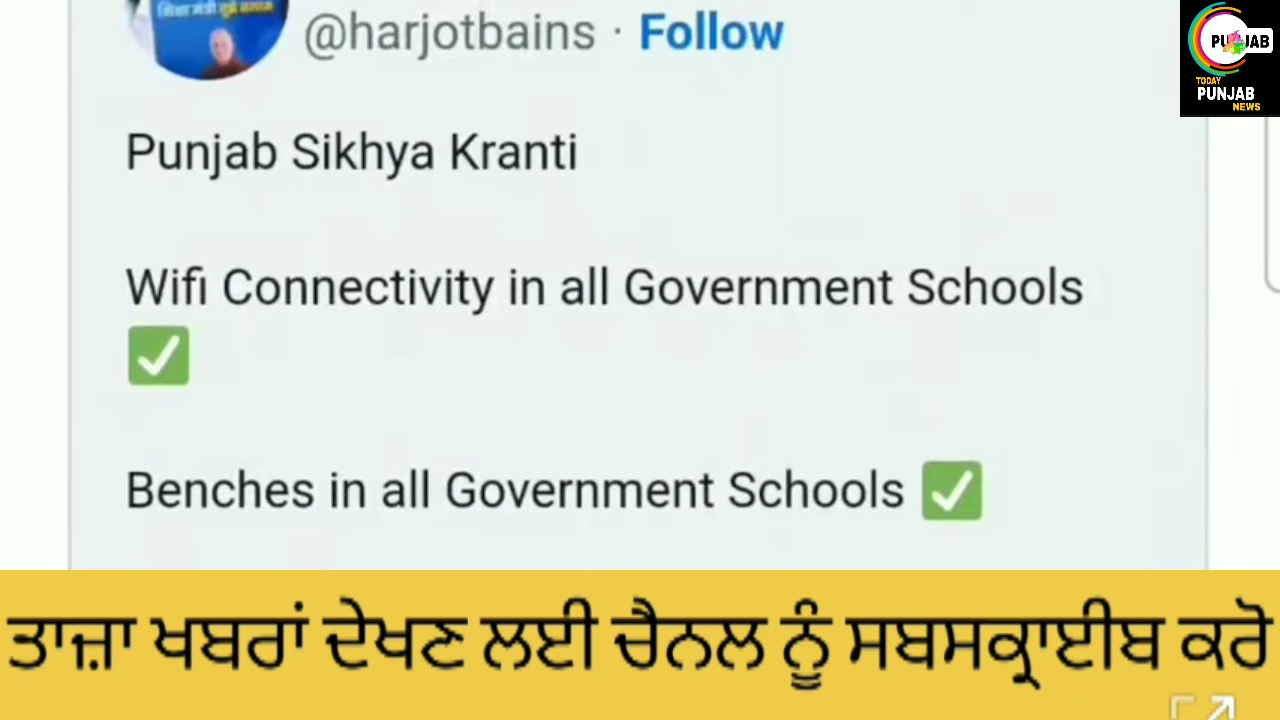 @harjotbains · Follow
PUNJAB
TODAY
PUNJAB
NEWS
Punjab Sikhya Kranti
Wifi Connectivity in all Government Schools
✅
Benches in all Government Schools ✅
ਤਾਜ਼ਾ ਖਬਰਾਂ ਦੇਖਣ ਲਈ ਚੈਨਲ ਨੂੰ ਸਬਸਕ੍ਰਾਈਬ ਕਰੋ